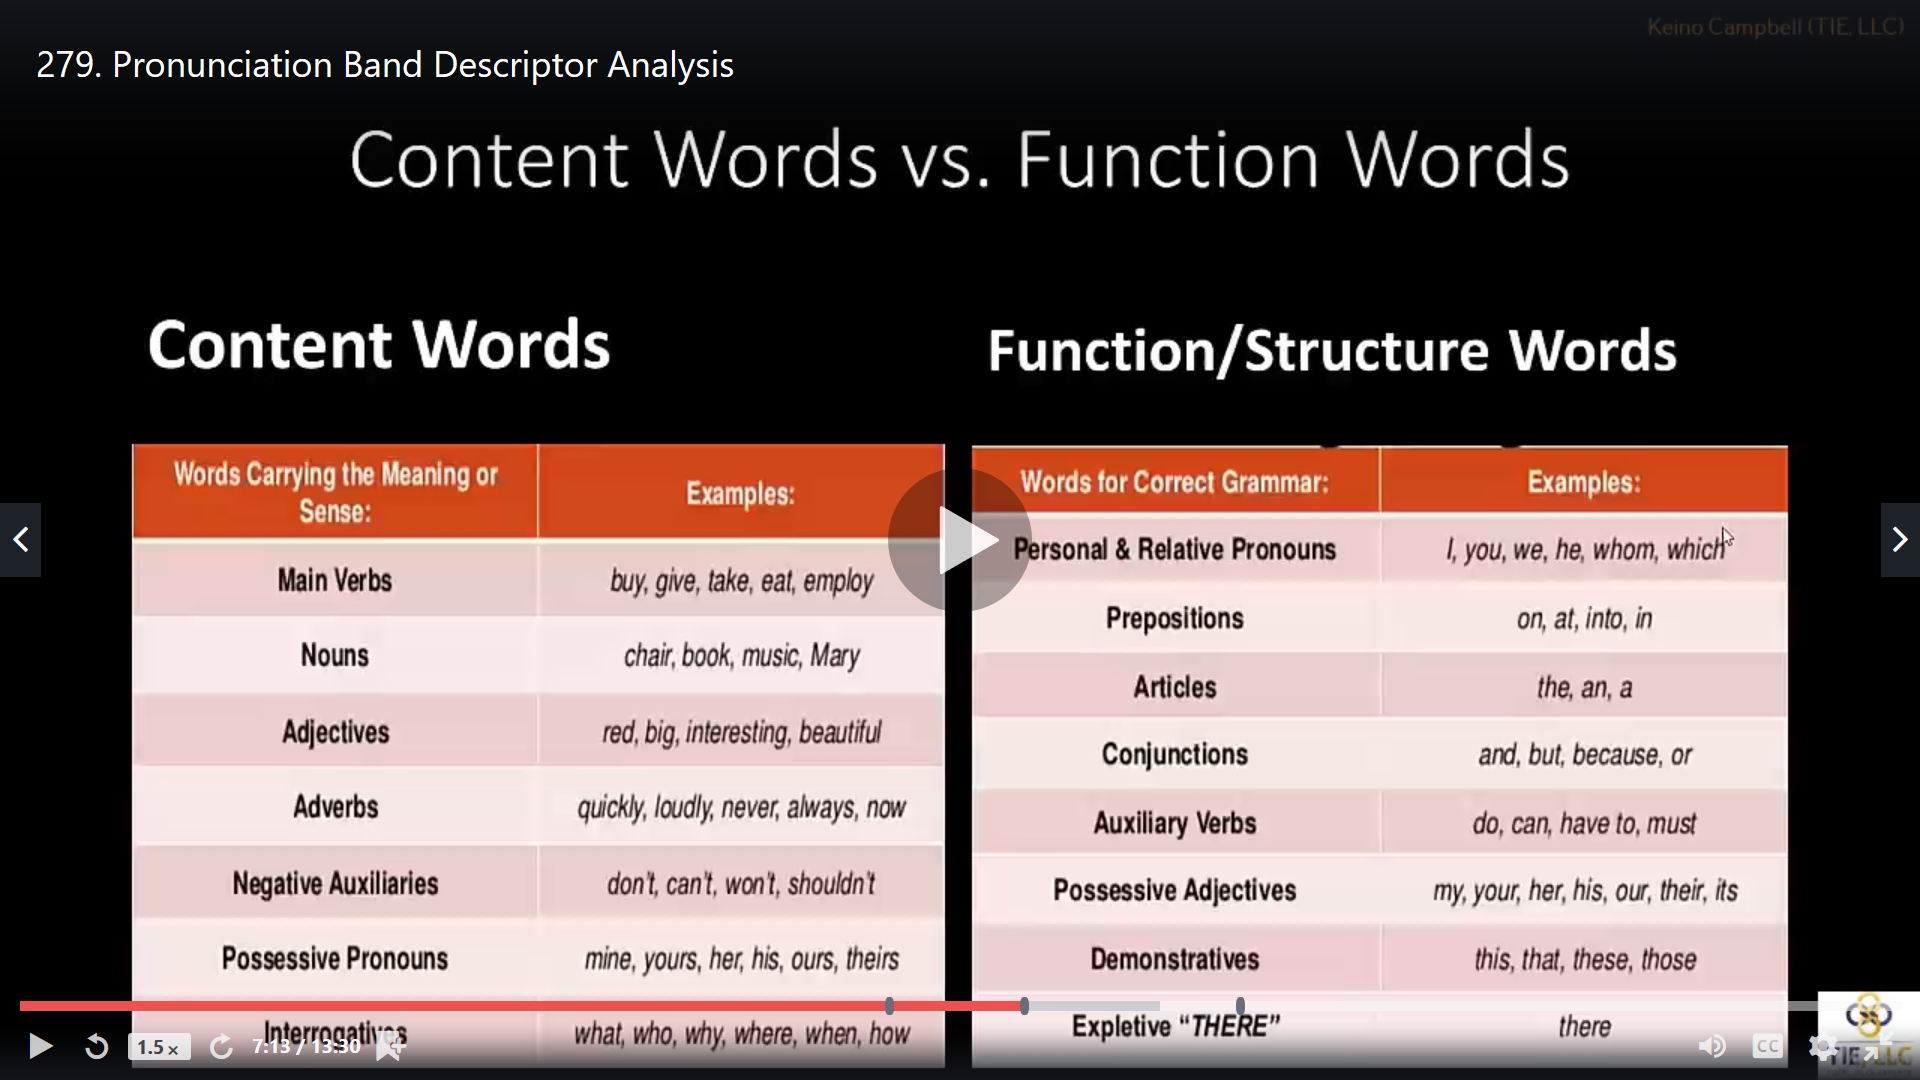 Keino Campbell (TIE, LLC)
279. Pronunciation Band Descriptor Analysis
Content Words vs. Function Words
Content Words
Words Carrying the Meaning or Sense: Examples:
Main Verbs buy, give, take, eat, employ
Nouns chair, book, music, Mary
Adjectives red, big, interesting, beautiful
Adverbs quickly, loudly, never, always, now
Negative Auxiliaries don't, can't, won't, shouldn't
Possessive Pronouns mine, yours, her, his, ours, theirs
Interrogatives what, who, why, where, when, how
Function/Structure Words
Words for Correct Grammar: Examples:
Personal & Relative Pronouns I, you, we, he, whom, which
Prepositions on, at, into, in
Articles the, an, a
Conjunctions and, but, because, or
Auxiliary Verbs do, can, have to, must
Possessive Adjectives my, your, her, his, our, their, its
Demonstratives this, that, these, those
Expletive “THERE” there
1.5x
7:13 / 13:30
CC
TIE, LLC